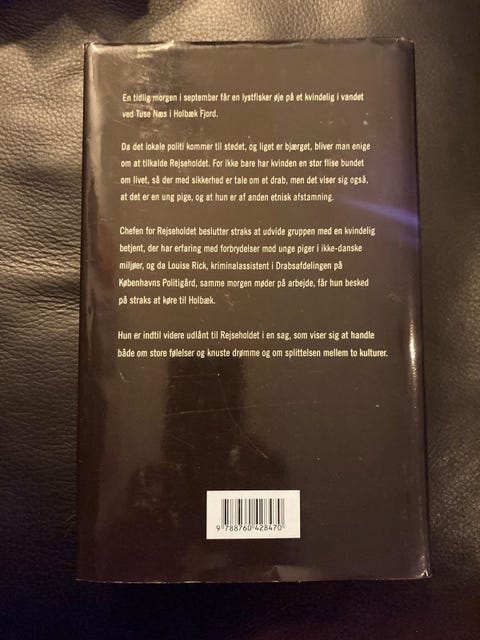 En tidlig morgen i september får en lystfisker øje på et kvindelig i vandet
ved Tuse Næs i Holbæk Fjord.
Da det lokale politi kommer til stedet, og liget er bjærget, bliver man enige
om at tilkalde Rejseholdet. For ikke bare har kvinden en stor flise bundet
om livet, så der med sikkerhed er tale om et drab, men det viser sig også,
at det er en ung pige, og at hun er af anden etnisk afstamning.
Chefen for Rejseholdet beslutter straks at udvide gruppen med en kvindelig
betjent, der har erfaring med forbrydelser mod unge piger i ikke-danske
miljøer, og da Louise Rick, kriminalassistent i Drabsafdelingen på
Københavns Politigård, samme morgen møder på arbejde, får hun besked
på straks at køre til Holbæk.
Hun er indtil videre udlånt til Rejseholdet i en sag, som viser sig at handle
både om store følelser og knuste drømme og om splittelsen mellem to kulturer.
9 788760 428470